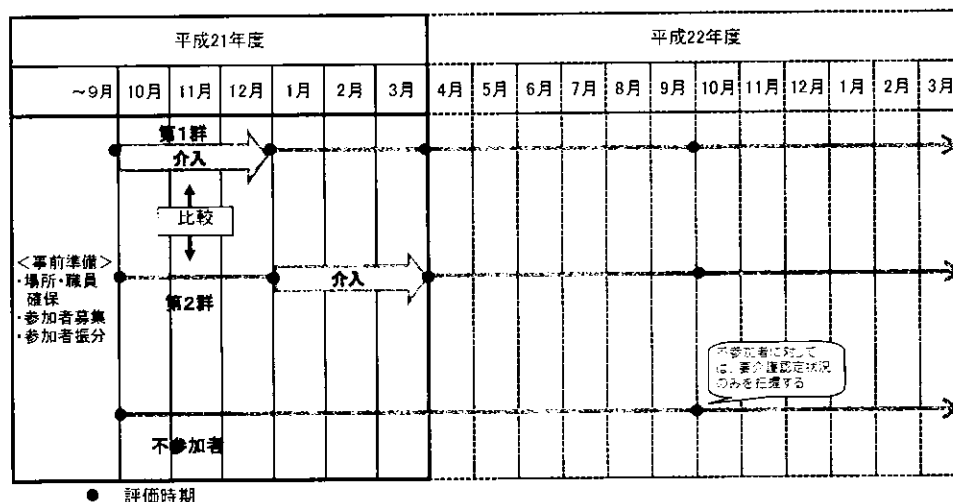 平成21年度
平成22年度
～9月 10月 11月 12月 1月 2月 3月 4月 5月 6月 7月 8月 9月 10月 11月 12月 1月 2月 3月
第1群
介入
比較
＜事前準備＞
・場所・職員
確保
・参加者募集
・参加者振分
介入
第2群
不参加者に対して
は、要介護認定状況
のみを把握する
不参加者
● 評価時期